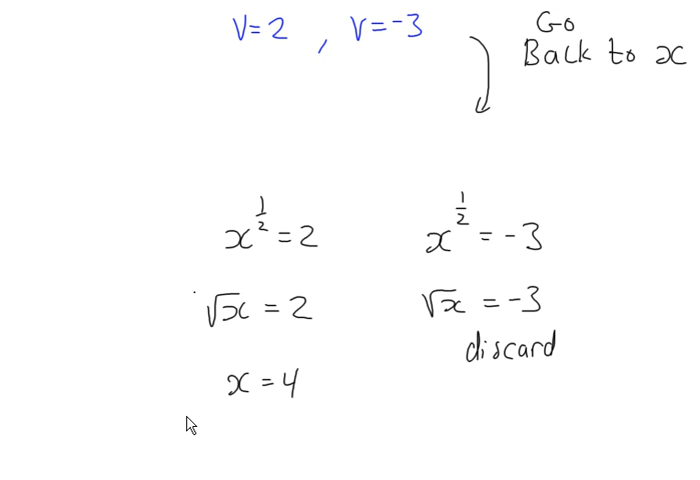 V=2 , V=-3
Go
Back to x
x^{1/2} = 2
x^{1/2} = -3
√x = 2
√x = -3
discard
x = 4